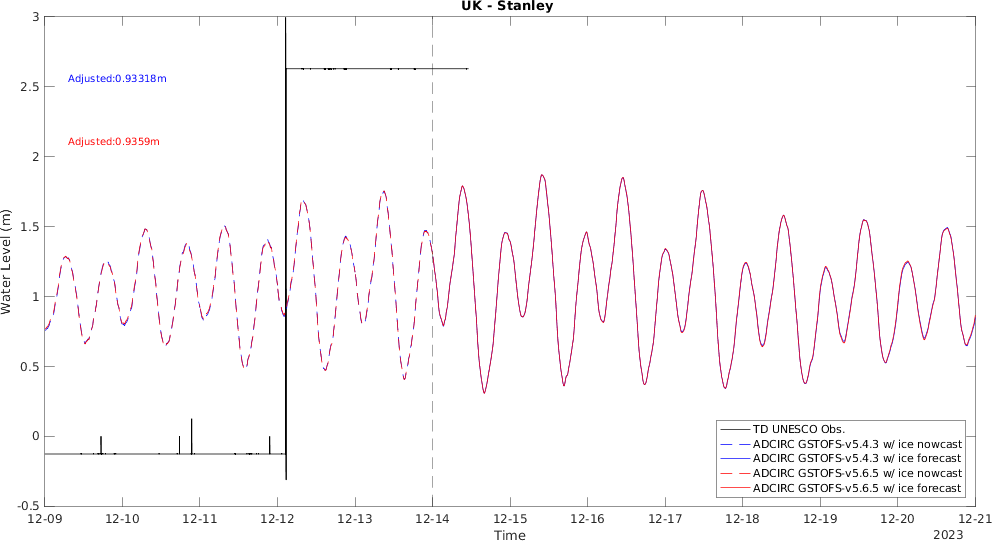 UK - Stanley
3
2.5
2
1.5
1
0.5
0
-0.5
Water Level (m)
Adjusted:0.93318m
Adjusted:0.9359m
TD UNESCO Obs.
ADCIRC GSTOFS-v5.4.3 w/ ice nowcast
ADCIRC GSTOFS-v5.4.3 w/ ice forecast
ADCIRC GSTOFS-v5.6.5 w/ ice nowcast
ADCIRC GSTOFS-v5.6.5 w/ ice forecast
12-09 12-10 12-11 12-12 12-13 12-14 12-15 12-16 12-17 12-18 12-19 12-20 12-21
Time
2023